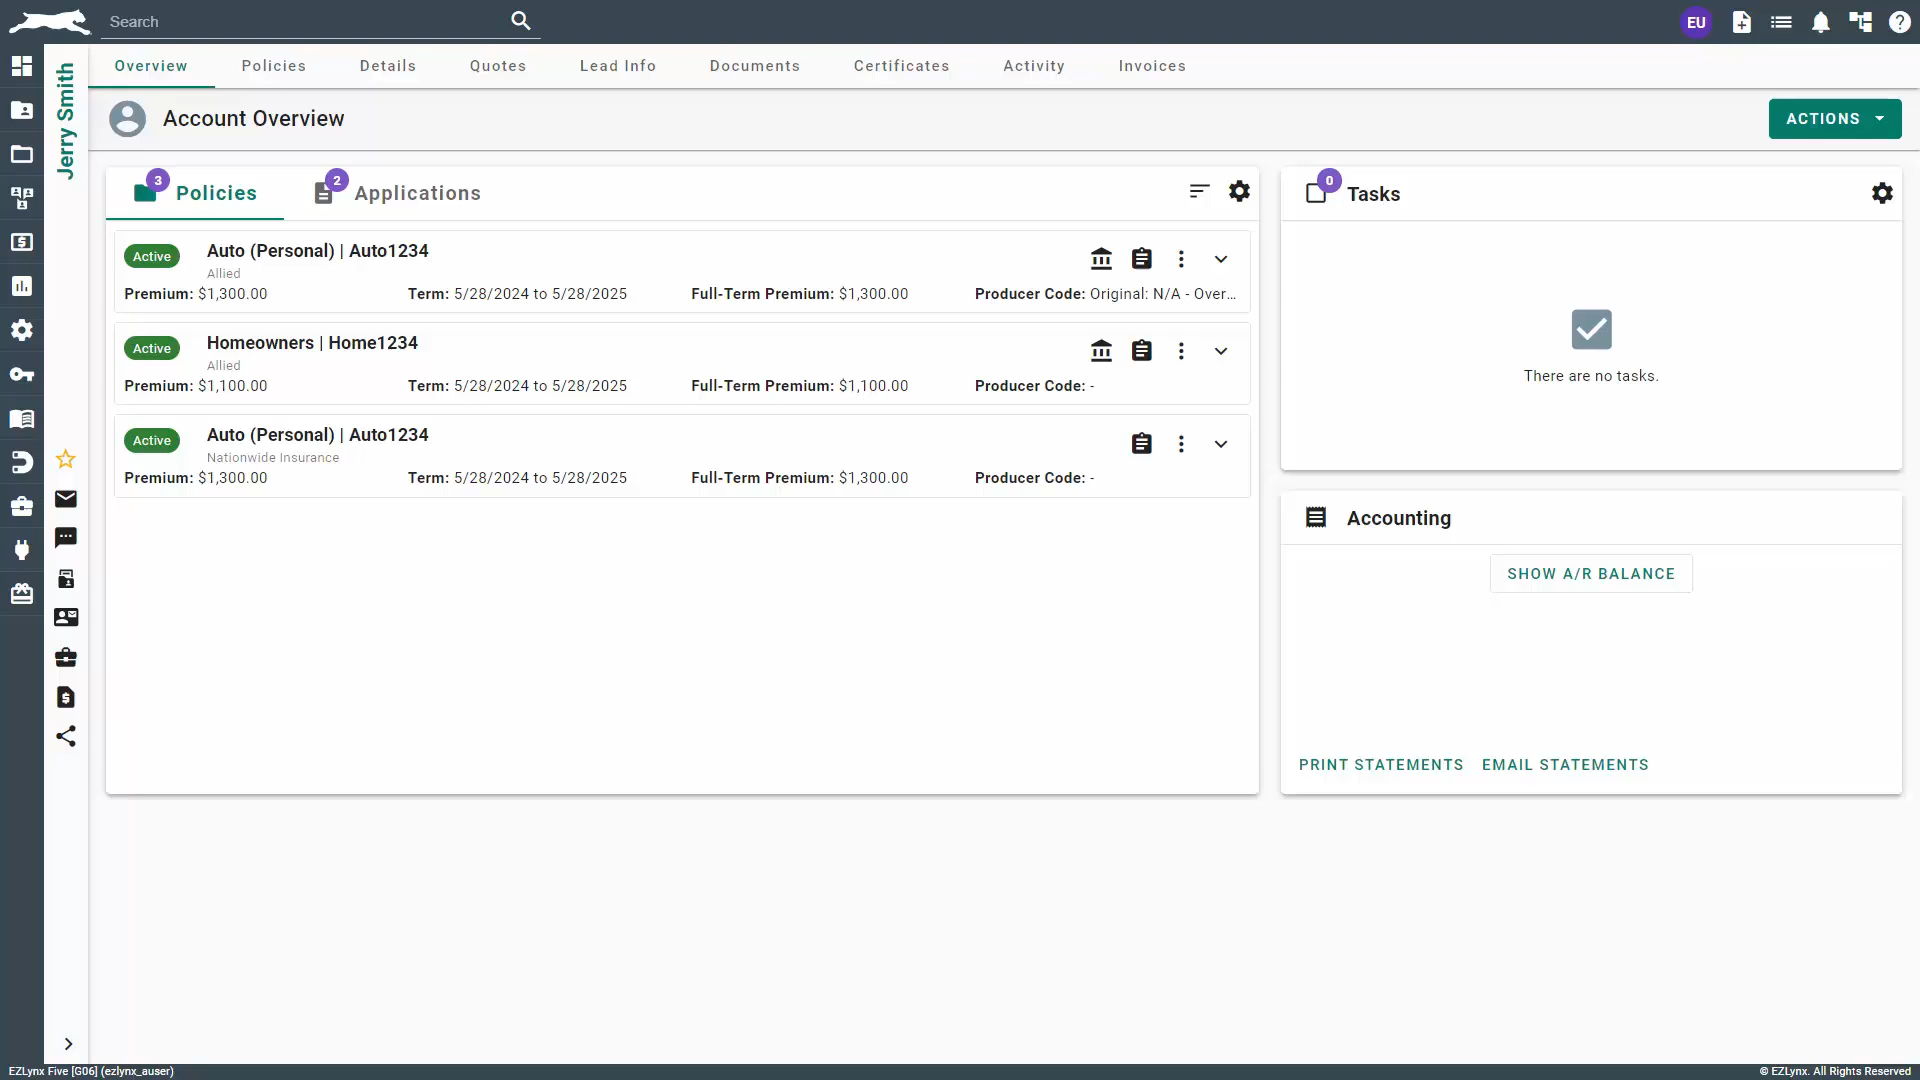 Search
EU
Jerry Smith
Overview Policies Details Quotes Lead Info Documents Certificates Activity Invoices
Account Overview
ACTIONS
3 Policies
2 Applications
Active Auto (Personal) | Auto1234
Allied
Premium: $1,300.00 Term: 5/28/2024 to 5/28/2025 Full-Term Premium: $1,300.00 Producer Code: Original: N/A - Over...
Active Homeowners | Home1234
Allied
Premium: $1,100.00 Term: 5/28/2024 to 5/28/2025 Full-Term Premium: $1,100.00 Producer Code: -
Active Auto (Personal) | Auto1234
Nationwide Insurance
Premium: $1,300.00 Term: 5/28/2024 to 5/28/2025 Full-Term Premium: $1,300.00 Producer Code: -
0 Tasks
There are no tasks.
Accounting
SHOW A/R BALANCE
PRINT STATEMENTS EMAIL STATEMENTS
EZLynx Five [G06] (ezlynx_auser)
© EZLynx. All Rights Reserved